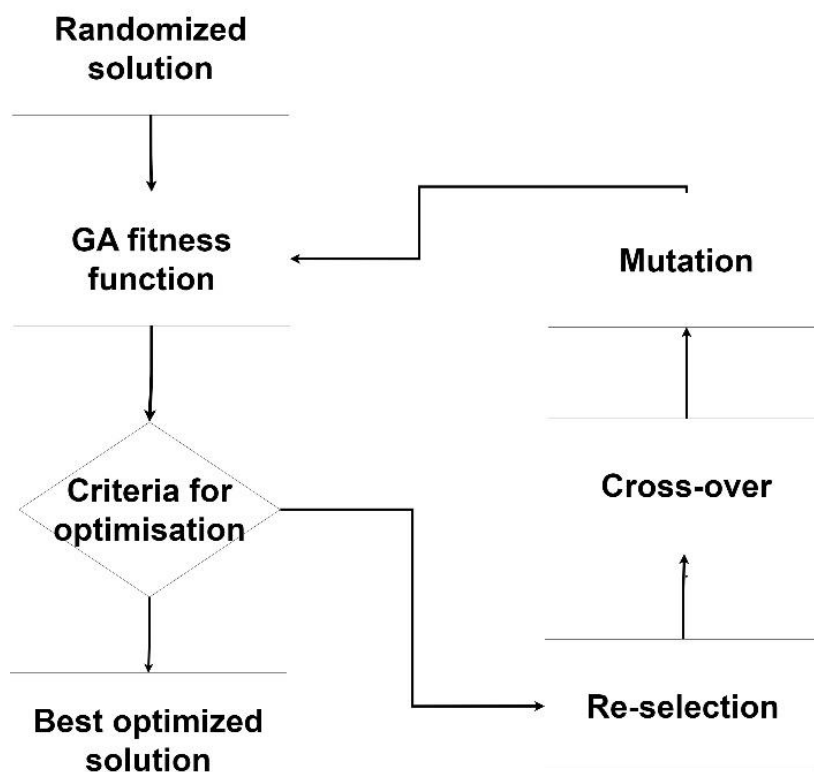 Randomized
solution
GA fitness
function
Mutation
Criteria for
optimisation
Cross-over
Best optimized
solution
Re-selection